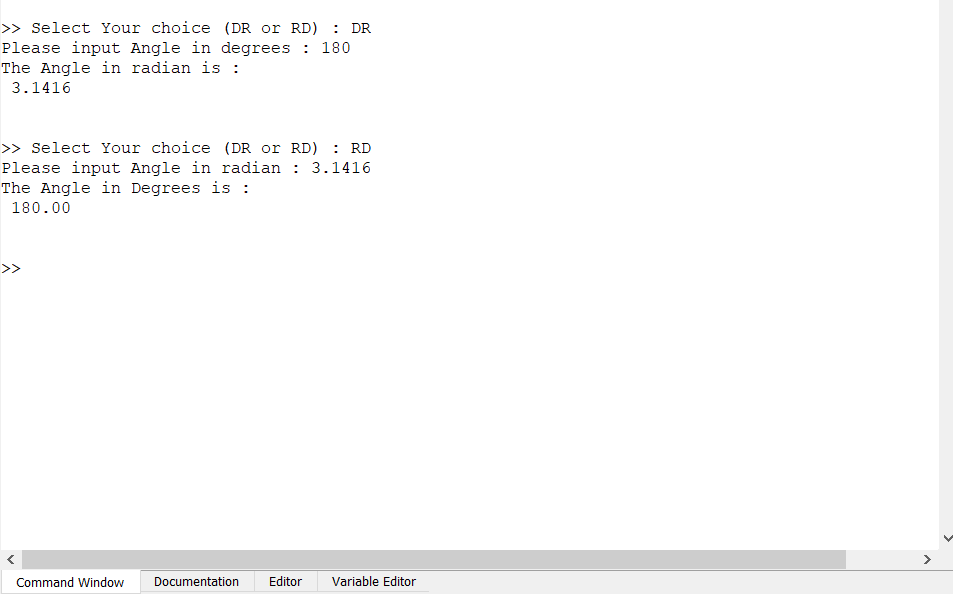 >> Select Your choice (DR or RD) : DR
Please input Angle in degrees : 180
The Angle in radian is :
3.1416
>> Select Your choice (DR or RD) : RD
Please input Angle in radian : 3.1416
The Angle in Degrees is :
180.00
>>
Command Window Documentation Editor Variable Editor